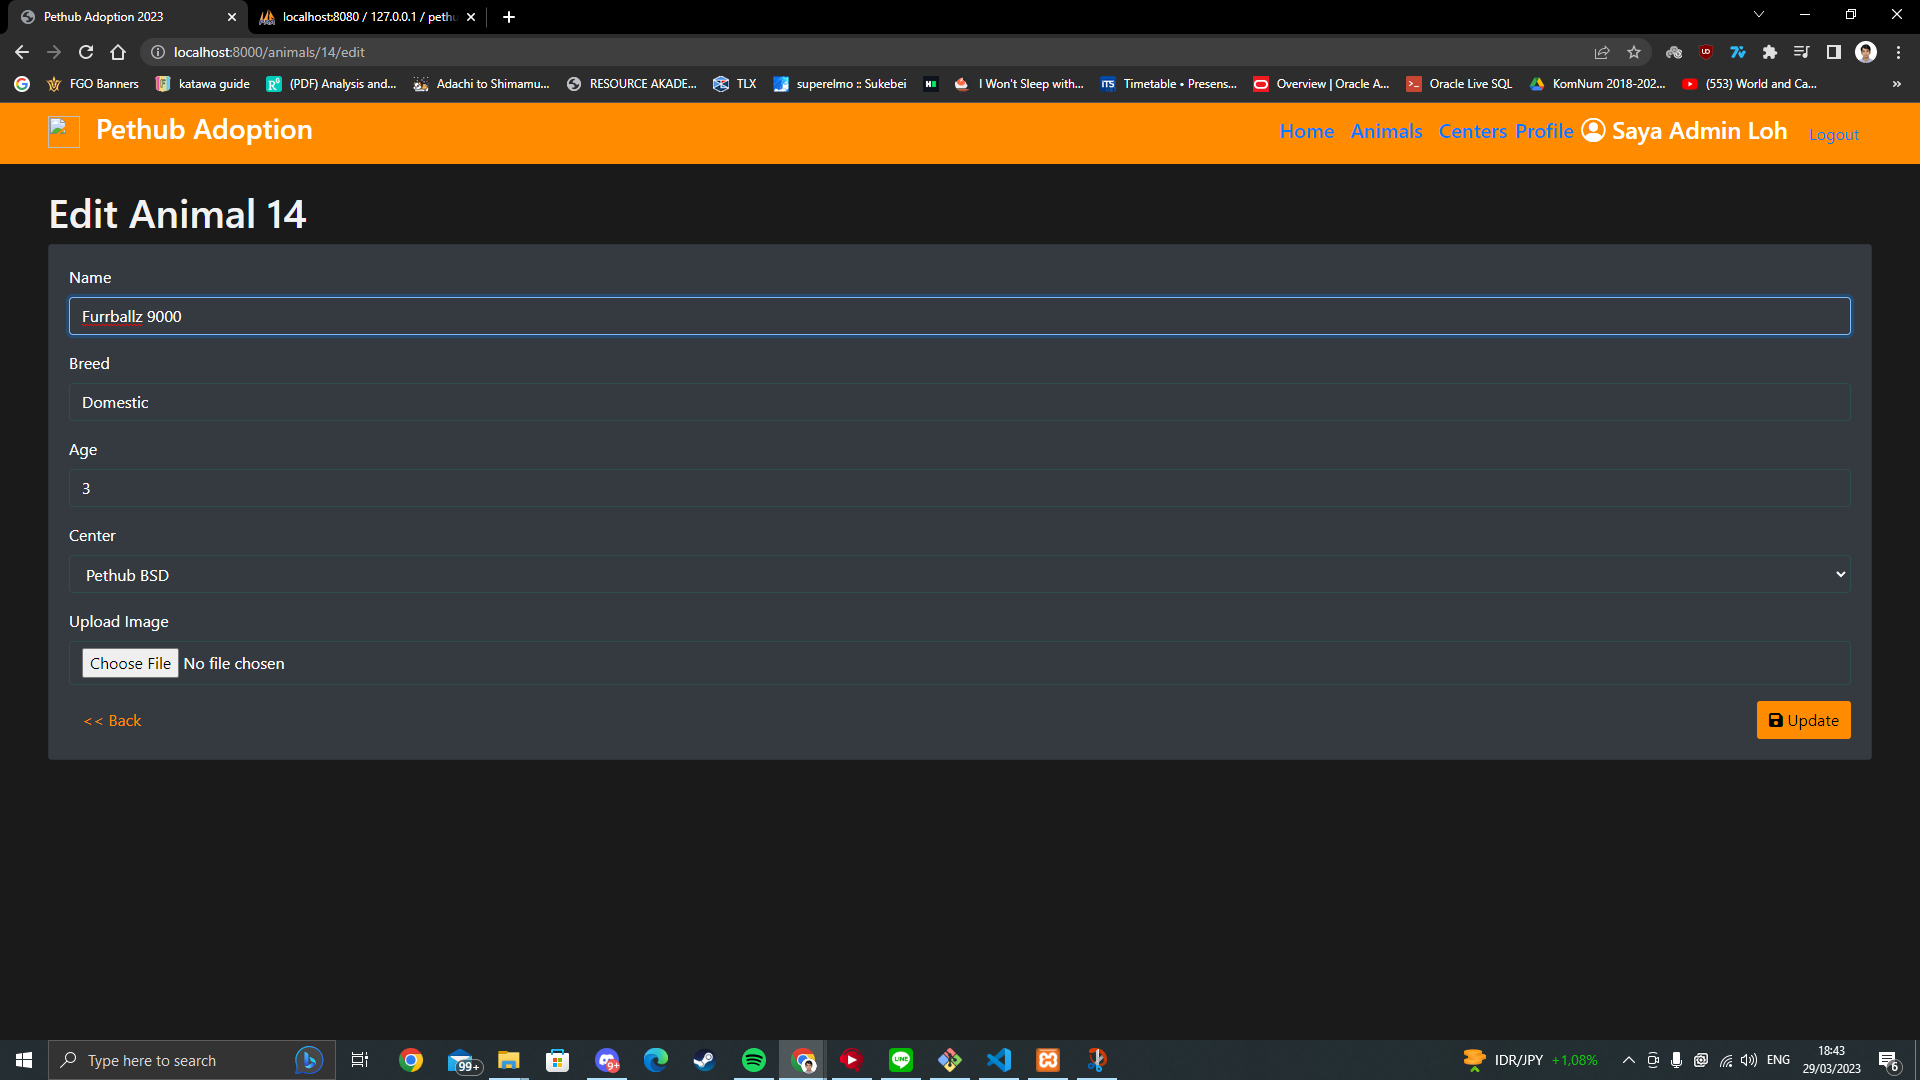 Pethub Adoption 2023
localhost:8080 / 127.0.0.1 / pethu
localhost:8000/animals/14/edit
FGO Banners katawa guide (PDF) Analysis and... Adachi to Shimamu... RESOURCE AKADE... TLX superelmo :: Sukebei I Won't Sleep with... Timetable • Presens... Overview | Oracle A... Oracle Live SQL KomNum 2018-202... (553) World and Ca... »
Pethub Adoption
Home Animals Centers Profile Saya Admin Loh Logout
Edit Animal 14
Name
Furrballz 9000
Breed
Domestic
Age
3
Center
Pethub BSD
Upload Image
Choose File No file chosen
<< Back
Update
Type here to search
99+
9+
LINE
IDR/JPY +1,08%
ENG
18:43
29/03/2023
6